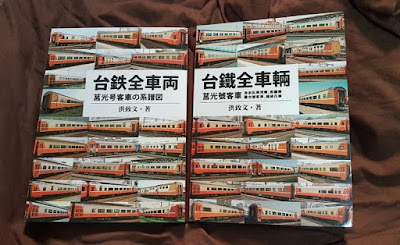 台鉄全車両
莒光号客車の系譜図
洪致文・著
台鐵全車輛
莒光號客車
洪致文・著